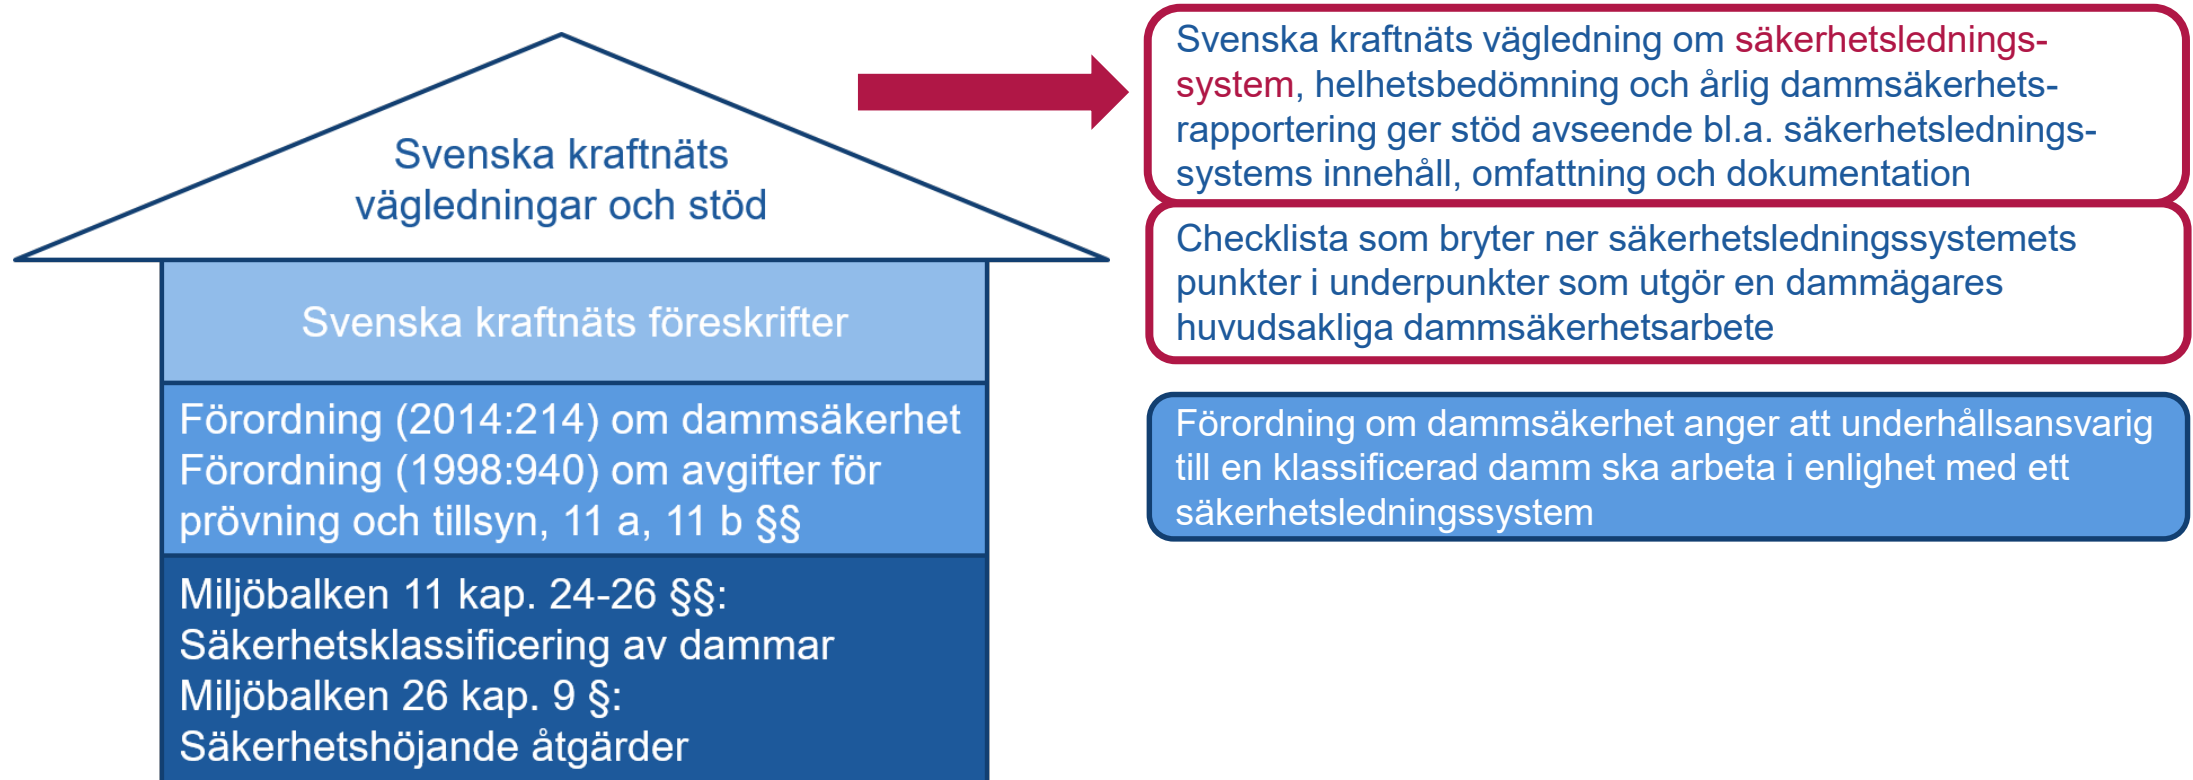 Svenska kraftnäts
vägledningar och stöd
Svenska kraftnäts föreskrifter
Förordning (2014:214) om dammsäkerhet
Förordning (1998:940) om avgifter för
prövning och tillsyn, 11 a, 11 b §§
Miljöbalken 11 kap. 24-26 §§:
Säkerhetsklassificering av dammar
Miljöbalken 26 kap. 9 §:
Säkerhetshöjande åtgärder
Svenska kraftnäts vägledning om säkerhetslednings-
system, helhetsbedömning och årlig dammsäkerhets-
rapportering ger stöd avseende bl.a. säkerhetslednings-
systems innehåll, omfattning och dokumentation
Checklista som bryter ner säkerhetsledningssystemets
punkter i underpunkter som utgör en dammägares
huvudsakliga dammsäkerhetsarbete
Förordning om dammsäkerhet anger att underhållsansvarig
till en klassificerad damm ska arbeta i enlighet med ett
säkerhetsledningssystem